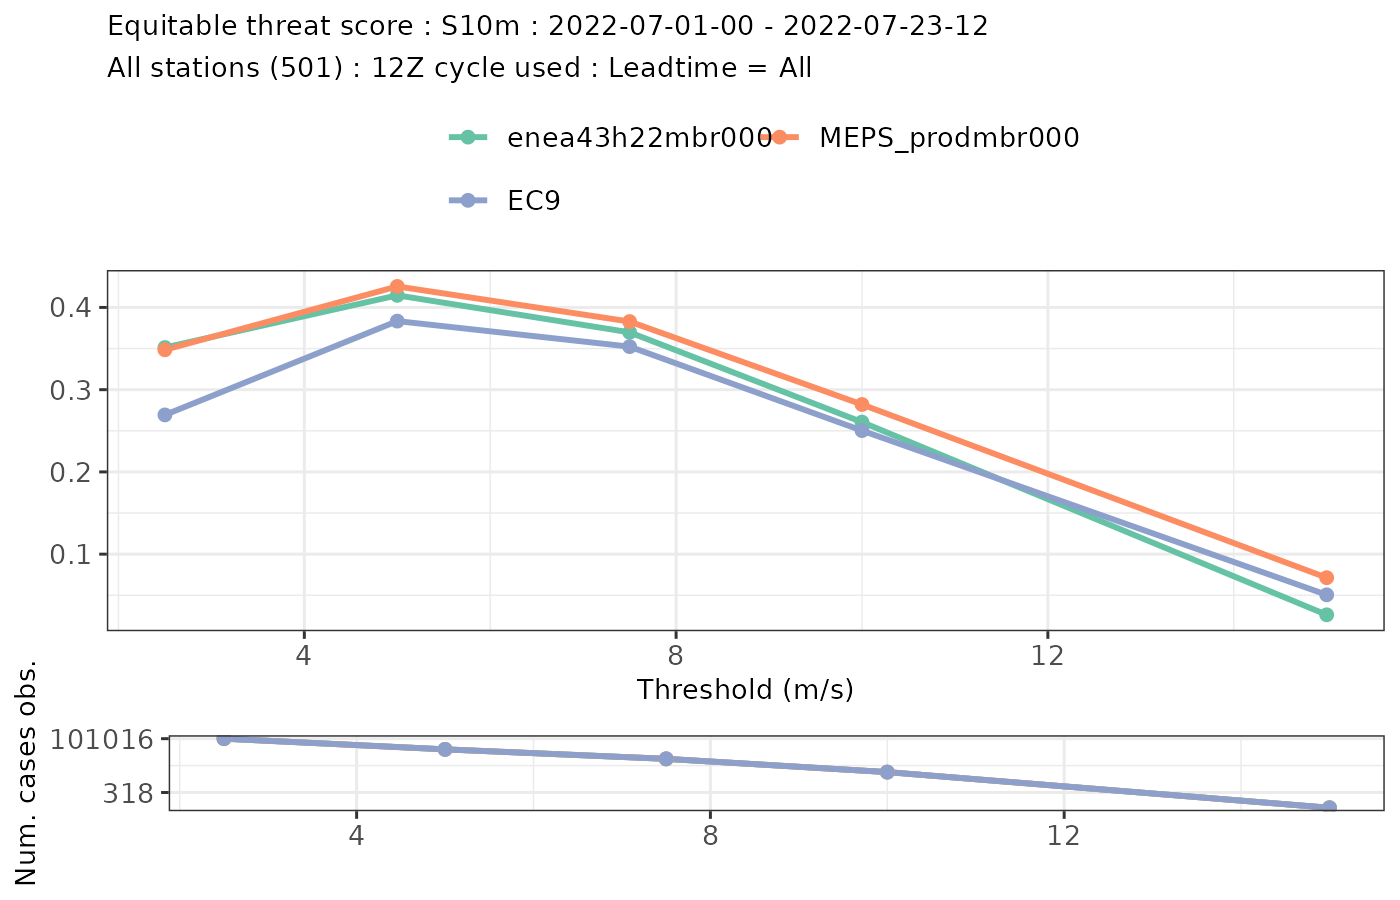 Equitable threat score : S10m : 2022-07-01-00 - 2022-07-23-12
All stations (501) : 12Z cycle used : Leadtime = All
enea43h22mbr000 MEPS_prodmbr000
EC9
0.4
0.3
0.2
0.1
4 8 12
Threshold (m/s)
Num. cases obs.
101016
318
4 8 12